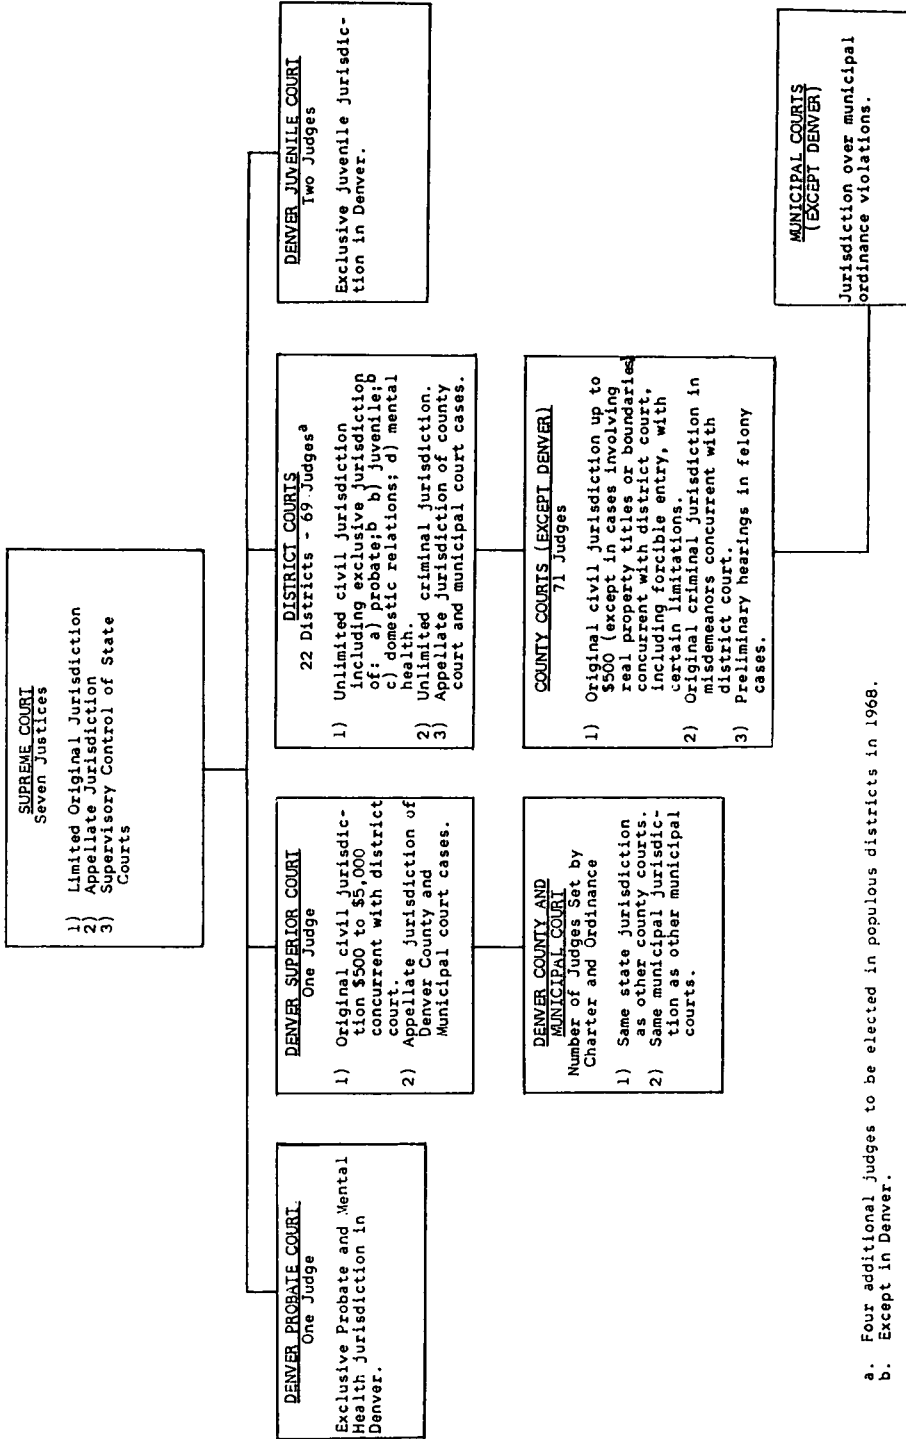 SUPREME COURT
Seven Justices
1) Limited Original Jurisdiction
2) Appellate Jurisdiction
3) Supervisory Control of State
Courts
DENVER PROBATE COURT
One Judge
Exclusive Probate and Mental
Health jurisdiction in
Denver.
DENVER SUPERIOR COURT
One Judge
1) Original civil jurisdic-
tion $500 to $5,000
concurrent with district
court.
2) Appellate jurisdiction of
Denver County and
Municipal court cases.
DISTRICT COURTS
22 Districts - 69 Judgesa
1) Unlimited civil jurisdiction
including exclusive jurisdiction
of: a) probate;b b) juvenile;b
c) domestic relations; d) mental
health.
2) Unlimited criminal jurisdiction.
3) Appellate jurisdiction of county
court and municipal court cases.
DENVER JUVENILE COURT
Two Judges
Exclusive juvenile jurisdic-
tion in Denver.
DENVER COUNTY AND
MUNICIPAL COURT
Number of Judges Set by
Charter and Ordinance
1) Same state jurisdiction
as other county courts.
2) Same municipal jurisdic-
tion as other municipal
courts.
COUNTY COURTS (EXCEPT DENVER)
71 Judges
1) Original civil jurisdiction up to
$500 (except in cases involving
real property titles or boundaries)
concurrent with district court,
including forcible entry, with
certain limitations.
2) Original criminal jurisdiction in
misdemeanors concurrent with
district court.
3) Preliminary hearings in felony
cases.
MUNICIPAL COURTS
(EXCEPT DENVER)
Jurisdiction over municipal
ordinance violations.
a. Four additional judges to be elected in populous districts in 1968.
b. Except in Denver.